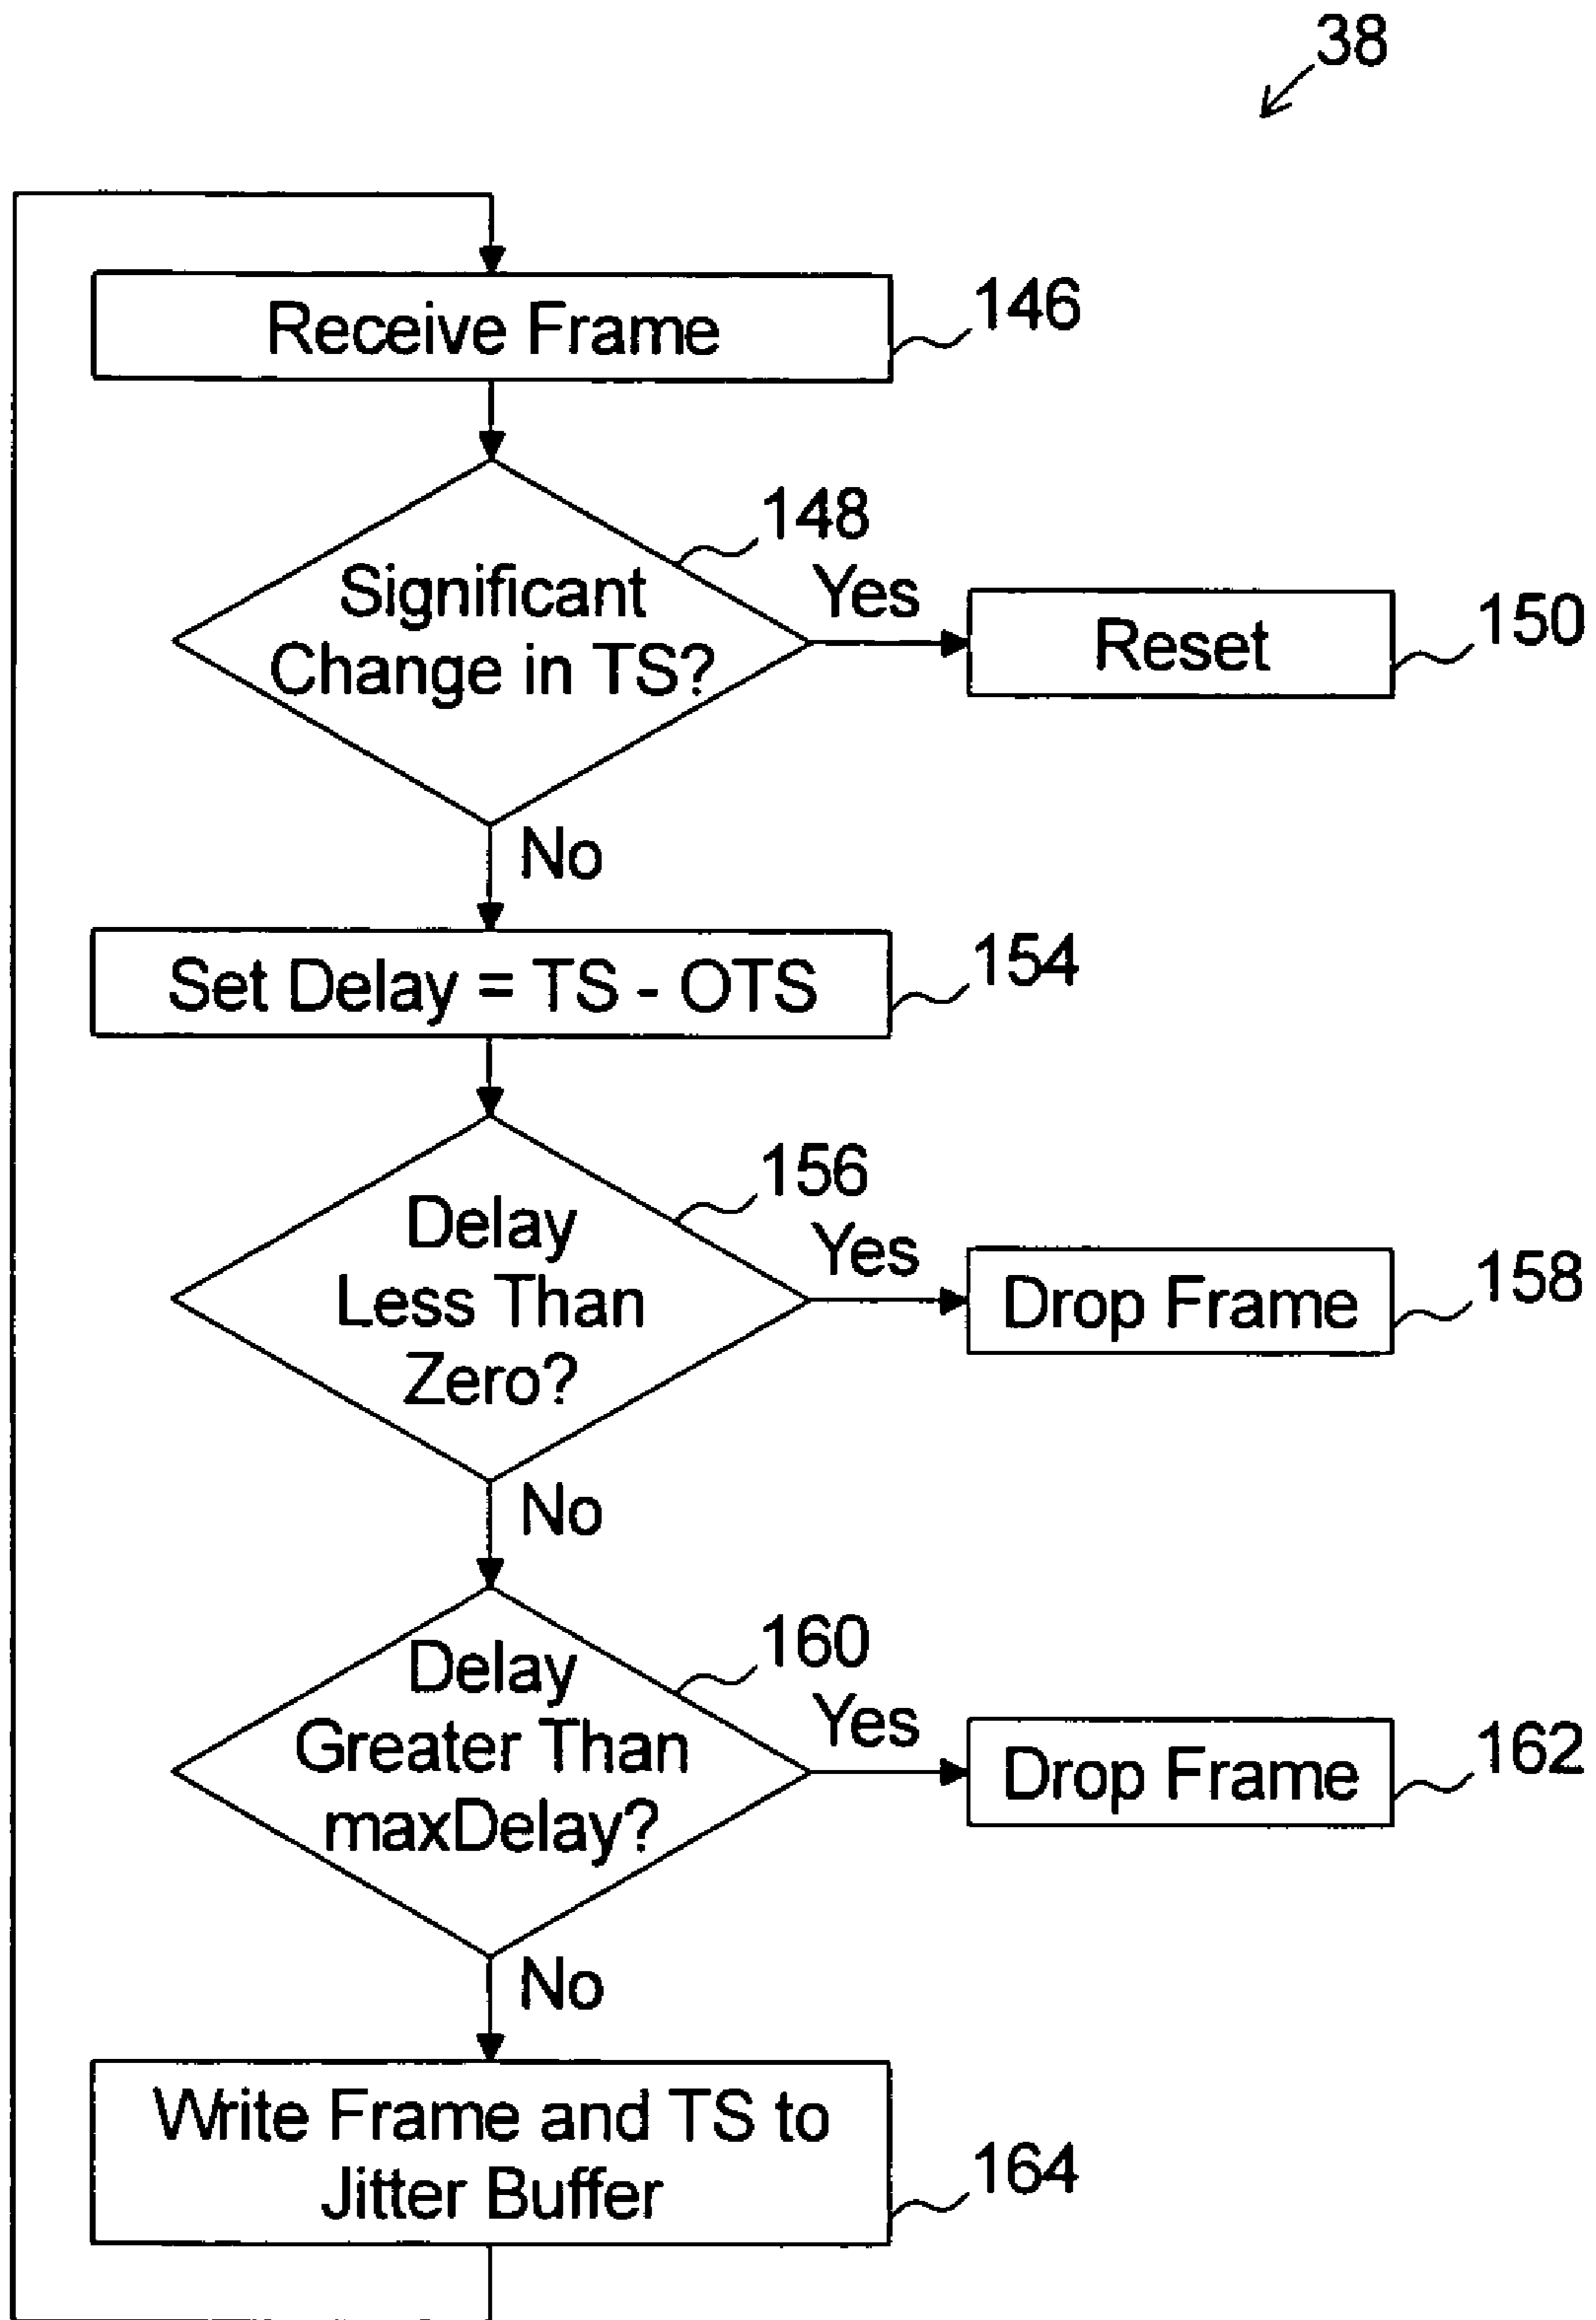 38
Receive Frame
146
148
Significant
Change in TS?
Yes
Reset
150
No
Set Delay = TS - OTS
154
156
Delay
Less Than
Zero?
Yes
Drop Frame
158
No
160
Delay
Greater Than
maxDelay?
Yes
Drop Frame
162
No
Write Frame and TS to
Jitter Buffer
164